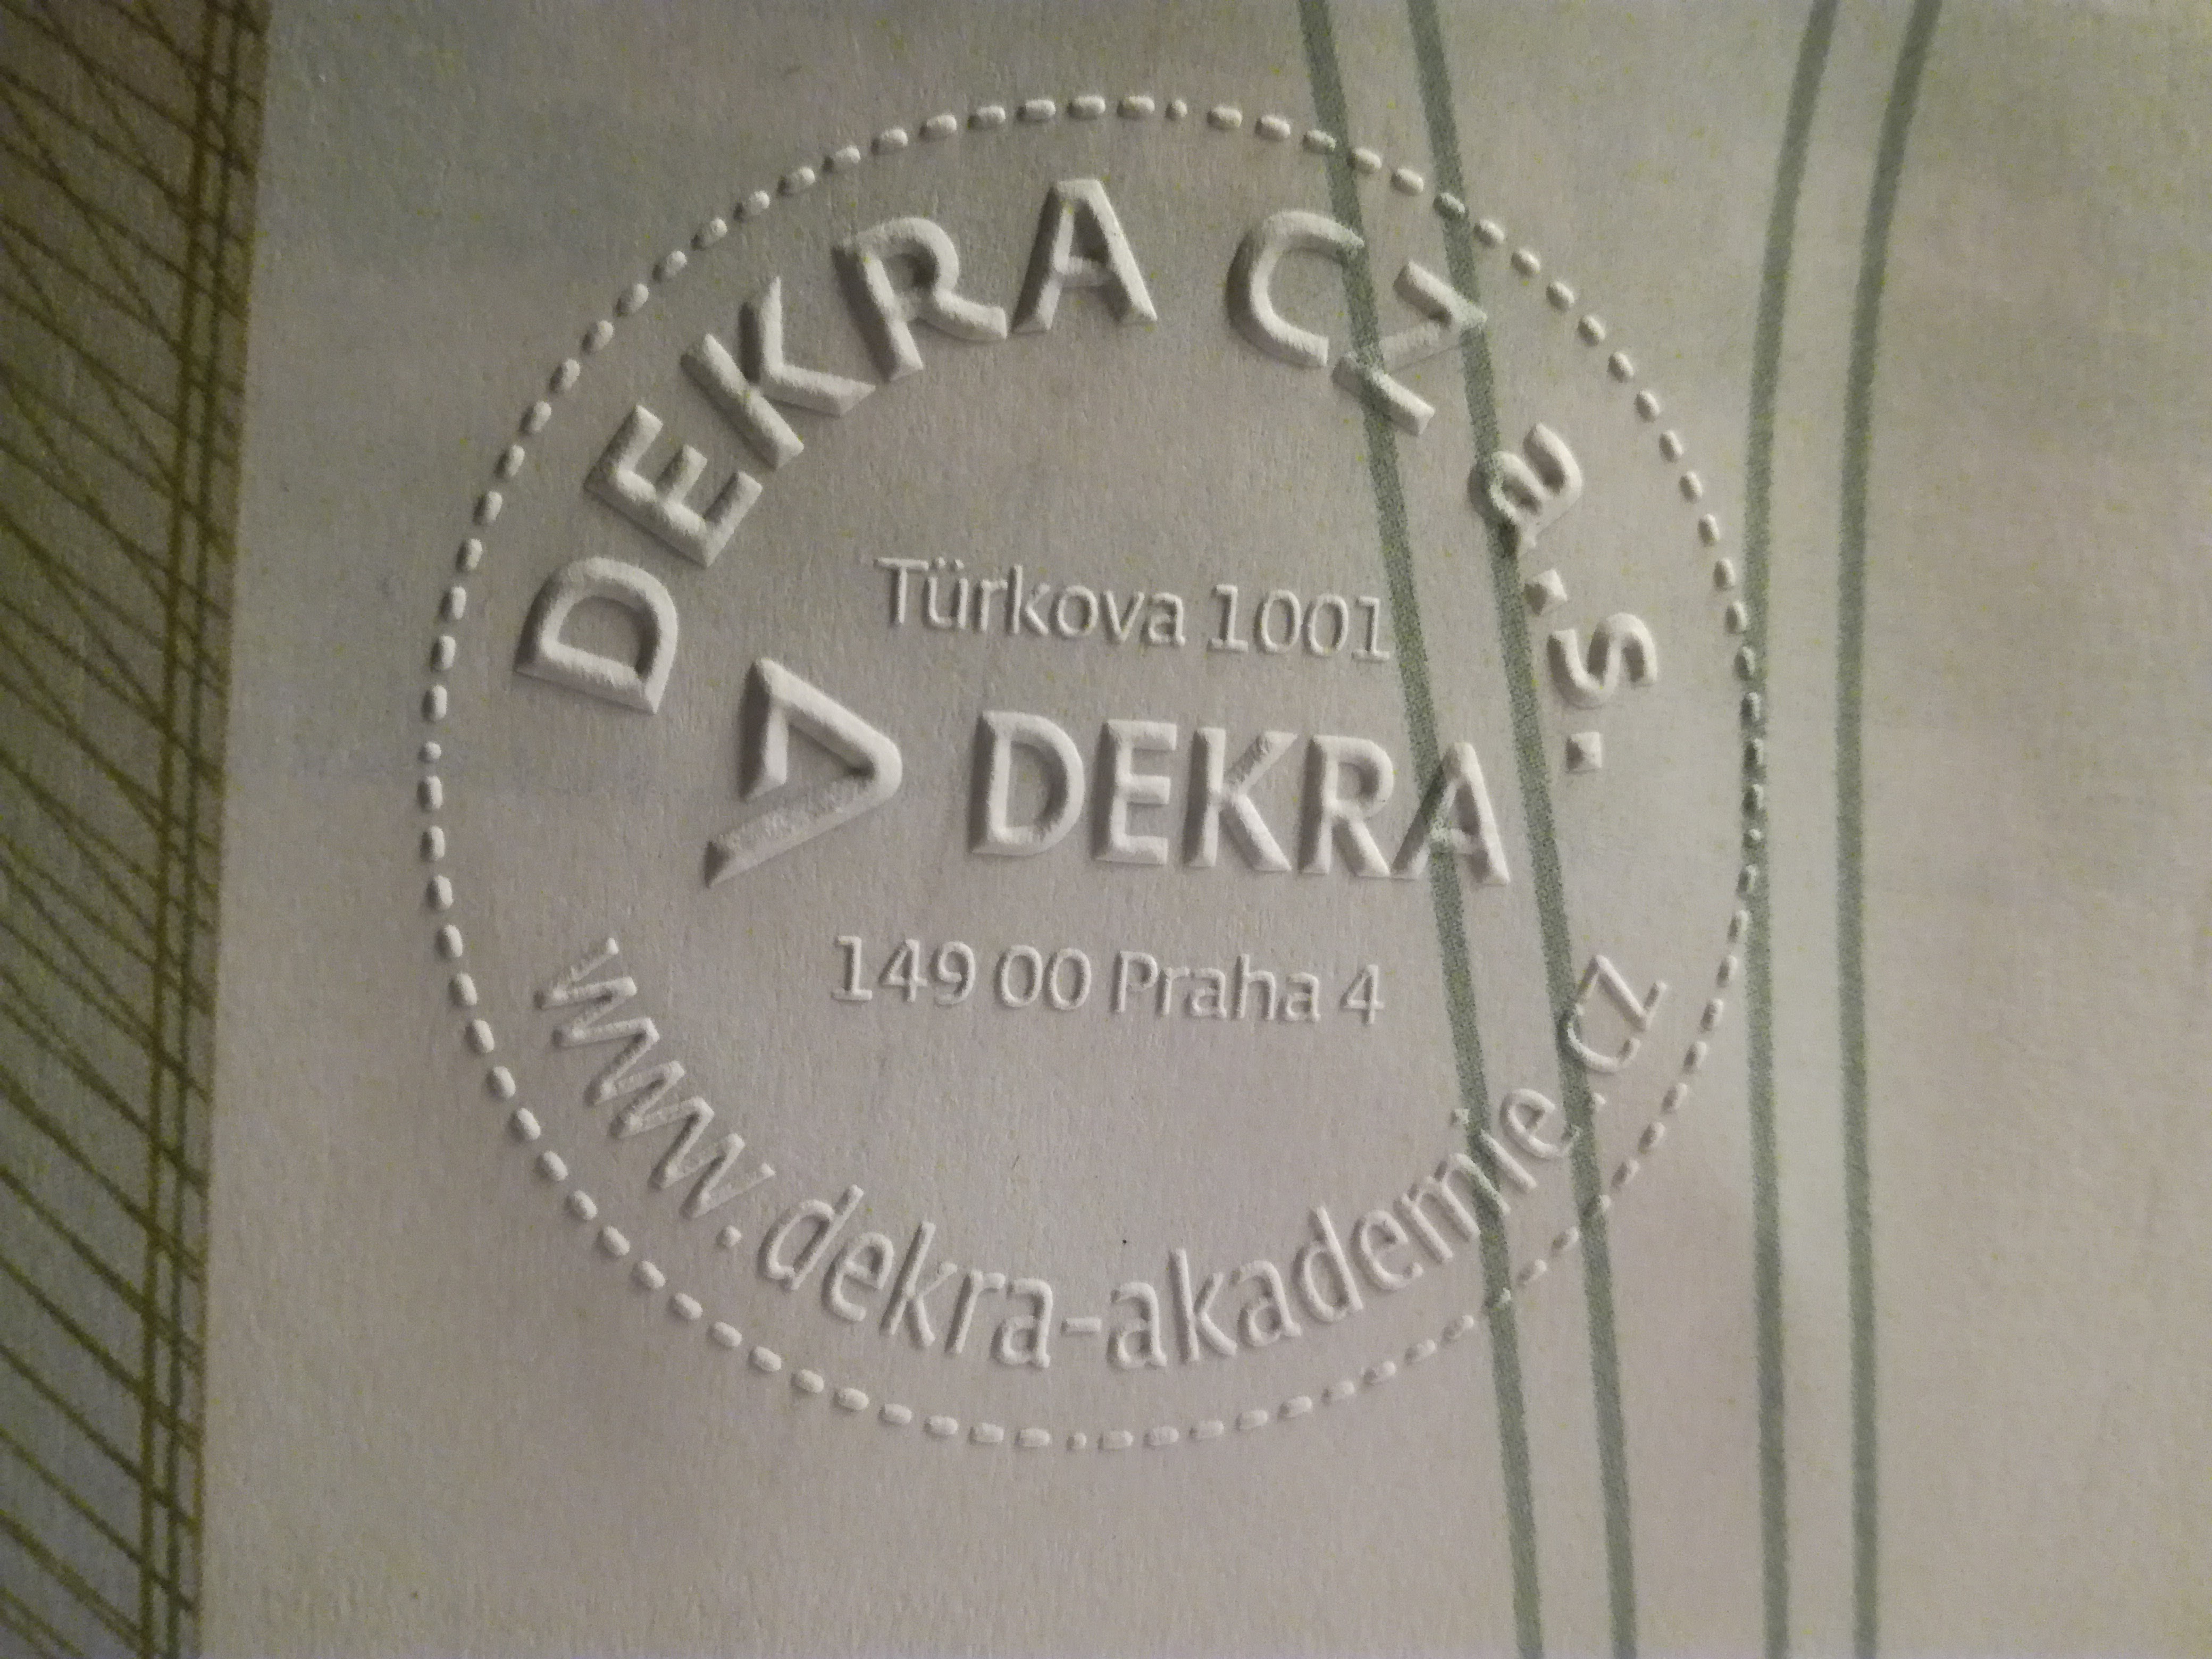 DEKRA CZ a.s.
Türkova 1001
DEKRA
149 00 Praha 4
www.dekra-akademie.cz